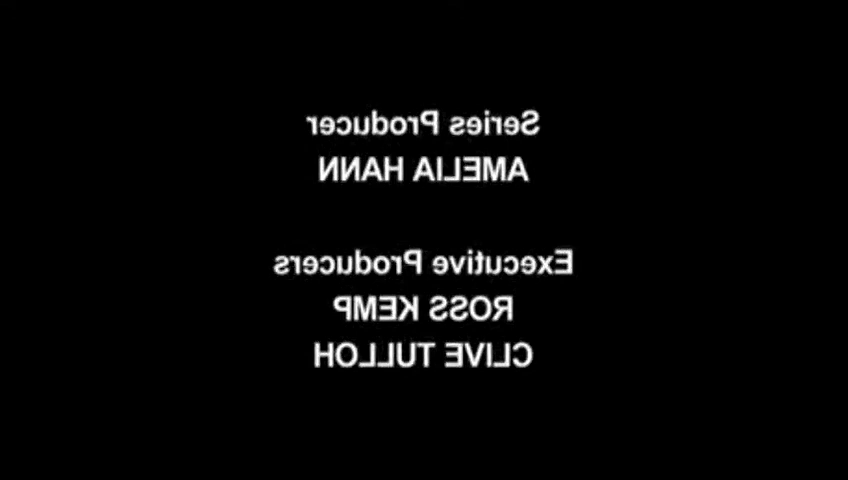 Series Producer
AMELIA HANN
Executive Producers
ROSS KEMP
CLIVE TULLOH